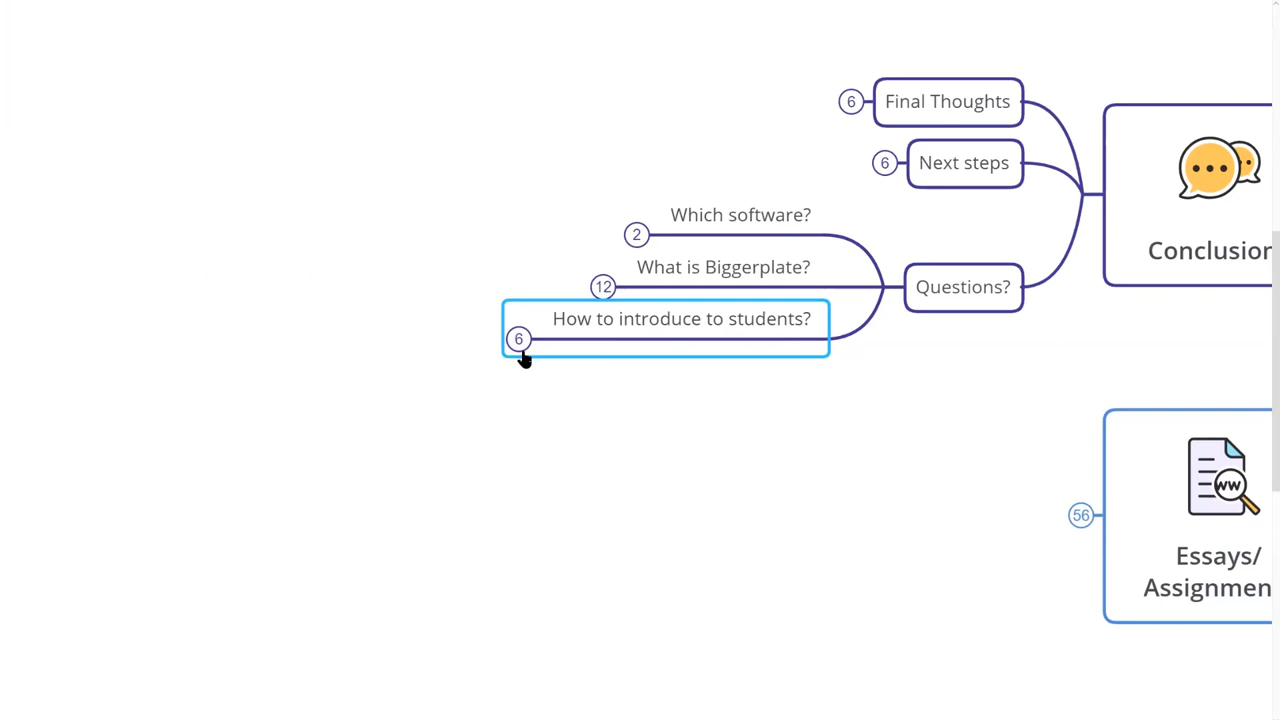 6 Final Thoughts
6 Next steps
Which software?
2
What is Biggerplate?
12
Questions?
How to introduce to students?
6
Conclusion
56
WW
Essays/
Assignmen